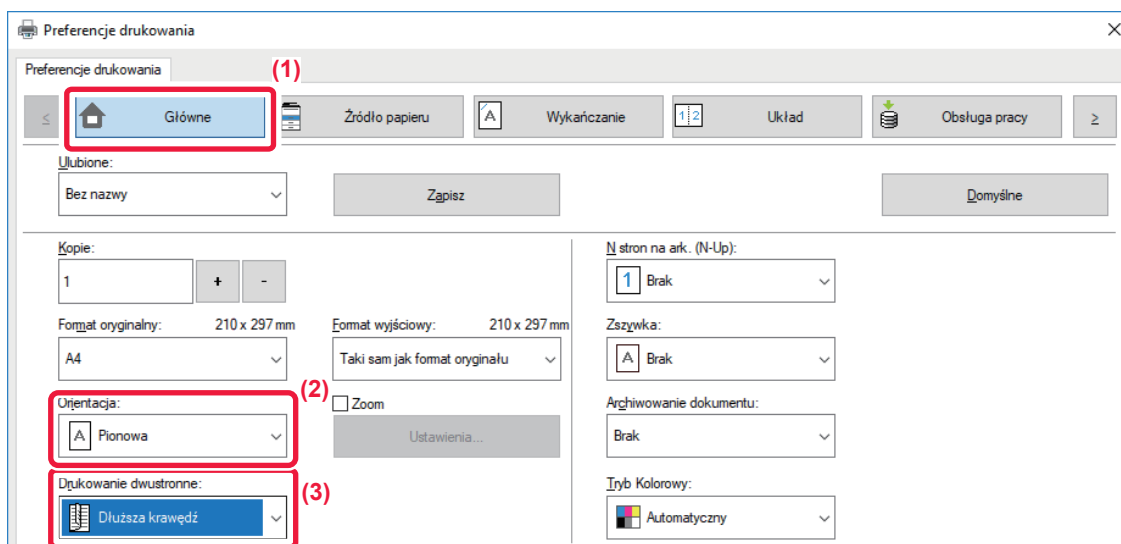 Preferencje drukowania
Preferencje drukowania
(1)
Główne
Źródło papieru
Wykańczanie
Układ
Obsługa pracy
<
>
A
1 2
Ulubione:
Bez nazwy
Zapisz
Domyślne
Kopie:
1
+
-
N stron na ark. (N-Up):
1 Brak
Format oryginalny: 210 x 297 mm
A4
Format wyjściowy: 210 x 297 mm
Taki sam jak format oryginału
Zszywka:
A Brak
(2)
Orientacja:
A Pionowa
Zoom
Ustawienia...
Archiwowanie dokumentu:
Brak
(3)
Drukowanie dwustronne:
Dłuższa krawędź
Tryb Kolorowy:
Automatyczny